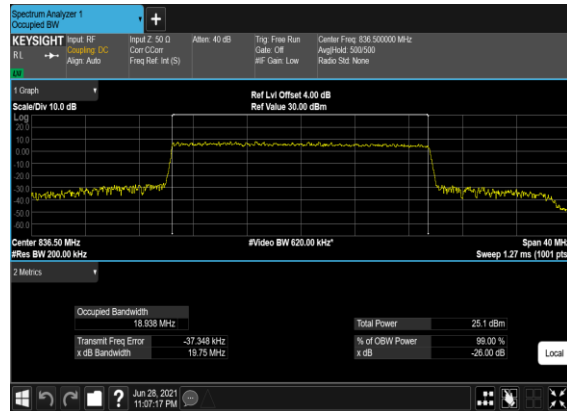 Spectrum Analyzer 1
Occupied BW
+
KEYSIGHT Input: RF Input Z: 50 Ω Atten: 40 dB Trig: Free Run Center Freq: 836.500000 MHz
RL Coupling: DC Corr CCorr Gate: Off Avg|Hold: 500/500
Align: Auto Freq Ref: Int (S) #IF Gain: Low Radio Std: None
1 Graph
Ref Lvl Offset 4.00 dB
Scale/Div 10.0 dB Ref Value 30.00 dBm
Log
20.0
10.0
0.00
-10.0
-20.0
-30.0
-40.0
-50.0
-60.0
Center 836.50 MHz #Video BW 620.00 kHz* Span 40 MHz
#Res BW 200.00 kHz Sweep 1.27 ms (1001 pts
2 Metrics
Occupied Bandwidth
18.938 MHz Total Power 25.1 dBm
Transmit Freq Error -37.348 kHz % of OBW Power 99.00 %
x dB Bandwidth 19.75 MHz x dB -26.00 dB
Local
? Jun 28, 2021
11:07:17 PM